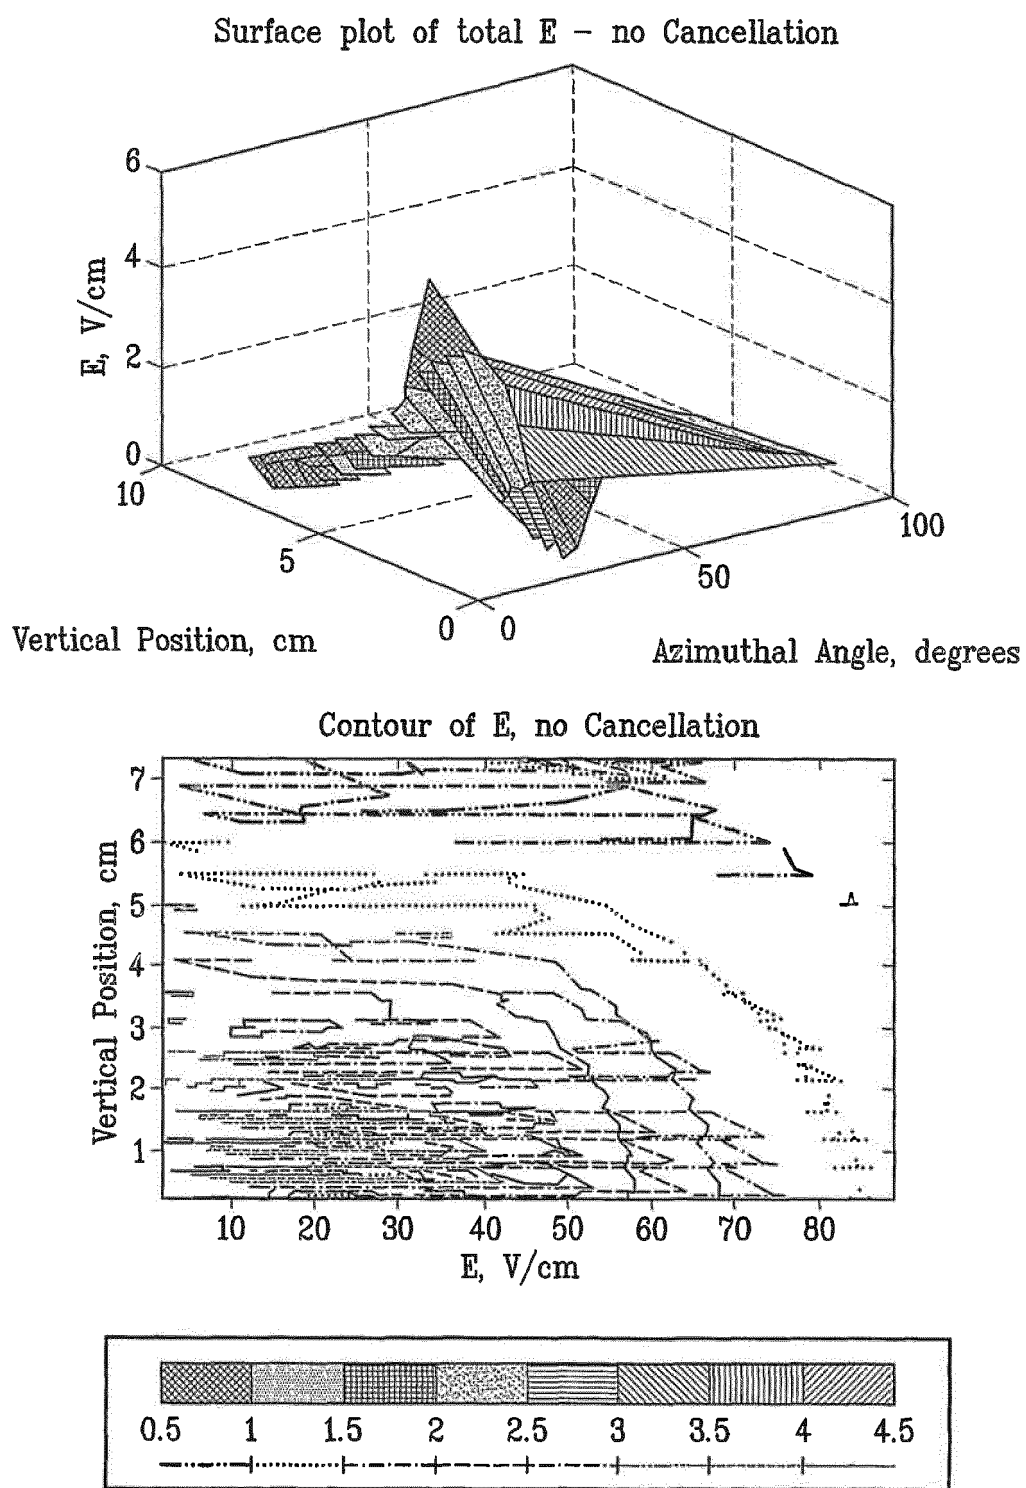 Surface plot of total E - no Cancellation
6
4
2
0
E, V/cm
10
5
0
0
50
100
Vertical Position, cm
Azimuthal Angle, degrees
Contour of E, no Cancellation
7
6
5
4
3
2
1
Vertical Position, cm
10 20 30 40 50 60 70 80
E, V/cm
0.5 1 1.5 2 2.5 3 3.5 4 4.5